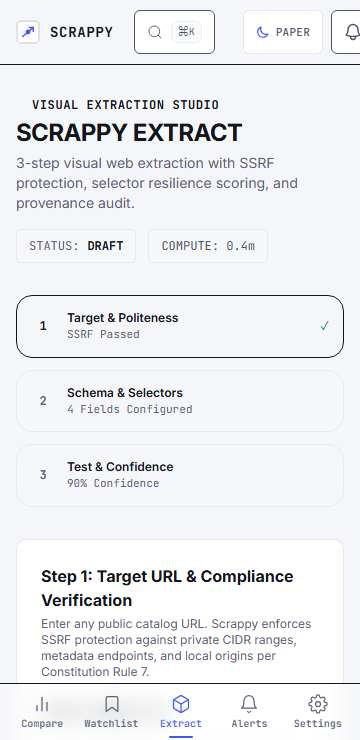 SCRAPPY
⌘K
PAPER
VISUAL EXTRACTION STUDIO
SCRAPPY EXTRACT
3-step visual web extraction with SSRF
protection, selector resilience scoring, and
provenance audit.
STATUS: DRAFT
COMPUTE: 0.4m
1
Target & Politeness
SSRF Passed
✓
2
Schema & Selectors
4 Fields Configured
3
Test & Confidence
90% Confidence
Step 1: Target URL & Compliance
Verification
Enter any public catalog URL. Scrappy enforces
SSRF protection against private CIDR ranges,
metadata endpoints, and local origins per
Constitution Rule 7.
Compare
Watchlist
Extract
Alerts
Settings